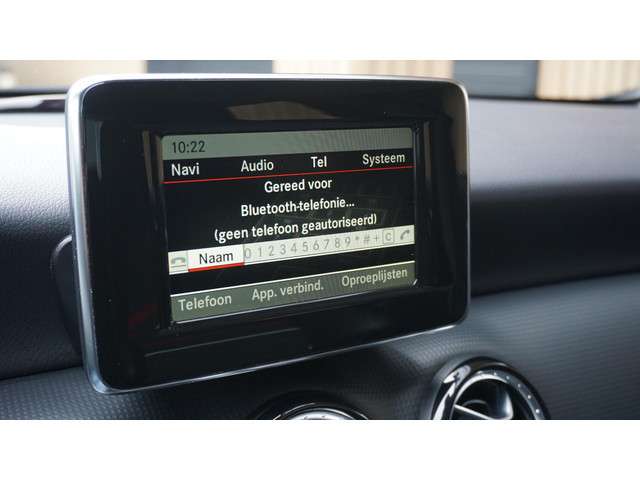 10:22
Navi Audio Tel Systeem
Gereed voor
Bluetooth-telefonie...
(geen telefoon geautoriseerd)
Naam 0 1 2 3 4 5 6 7 8 9 * # + C
Telefoon App. verbind. Oproeplijsten